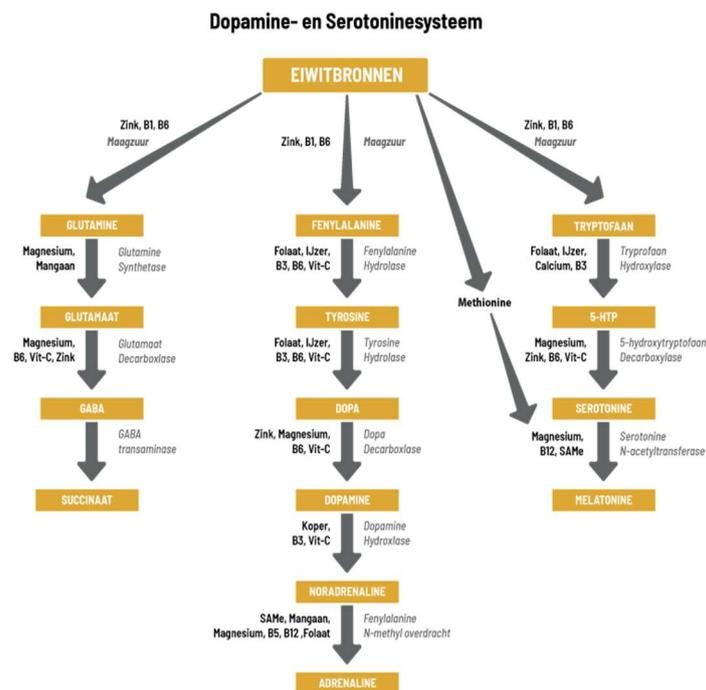 Dopamine- en Serotoninesysteem
EIWITBRONNEN
Zink, B1, B6
Maagzuur
Zink, B1, B6
Maagzuur
Zink, B1, B6
Maagzuur
GLUTAMINE
FENYLALANINE
TRYPTOFAAN
Magnesium,
Mangaan
Glutamine
Synthetase
Folaat, IJzer,
B3, B6, Vit-C
Fenylalanine
Hydrolase
Folaat, IJzer,
Calcium, B3
Tryprofaan
Hydroxylase
Methionine
GLUTAMAAT
TYROSINE
5-HTP
Magnesium,
B6, Vit-C, Zink
Glutamaat
Decarboxlase
Folaat, IJzer,
B3, B6, Vit-C
Tyrosine
Hydrolase
Magnesium,
Zink, B6, Vit-C
5-hydroxytryptofaan
Decarboxylase
GABA
DOPA
SEROTONINE
GABA
transaminase
Zink, Magnesium,
B6, Vit-C
Dopa
Decarboxlase
Magnesium,
B12, SAMe
Serotonine
N-acetyltransferase
SUCCINAAT
DOPAMINE
MELATONINE
Koper,
B3, Vit-C
Dopamine
Hydroxlase
NORADRENALINE
SAMe, Mangaan,
Magnesium, B5, B12 ,Folaat
Fenylalanine
N-methyl overdracht
ADRENALINE